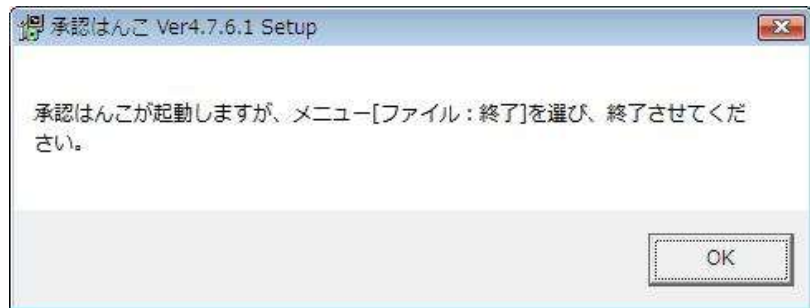 承認はんこ Ver4.7.6.1 Setup
承認はんこが起動しますが、メニュー[ファイル：終了]を選び、終了させてくだ
さい。
OK